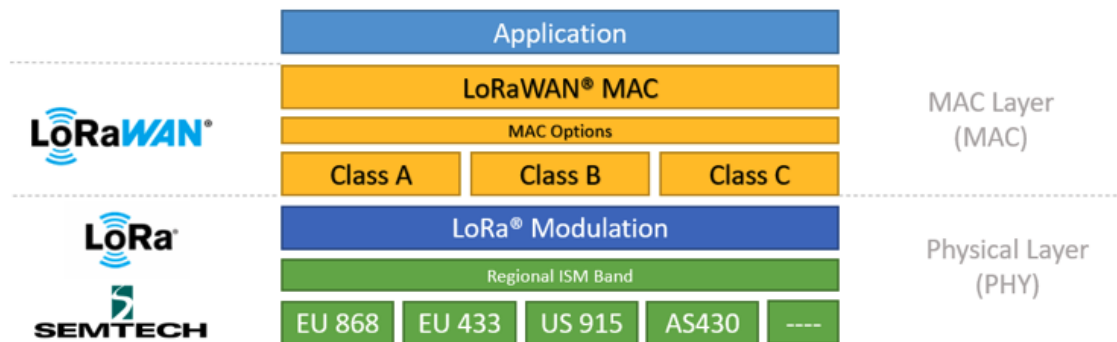 Application
LoRaWAN® MAC
MAC Options
Class A Class B Class C
LoRaWAN®
MAC Layer
(MAC)
LoRa® Modulation
Regional ISM Band
EU 868 EU 433 US 915 AS430 ----
LoRa®
SEMTECH
Physical Layer
(PHY)